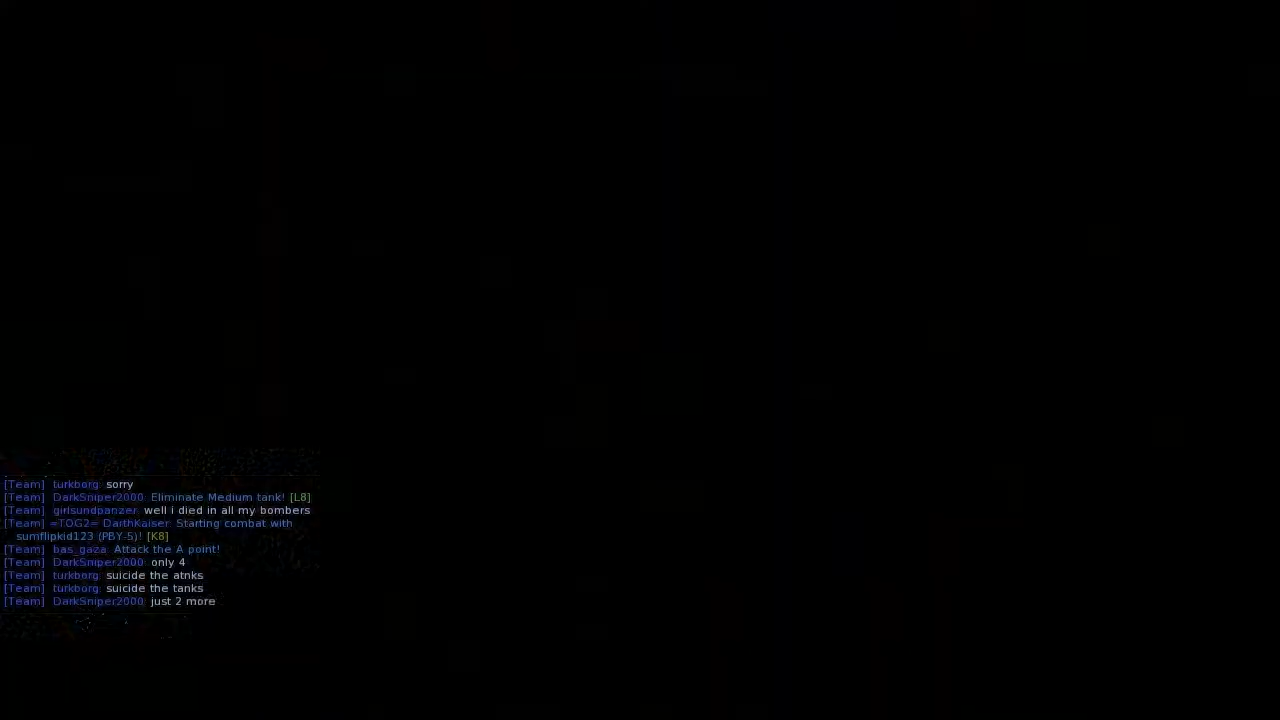 [Team] turkborg: sorry
[Team] DarkSniper2000: Eliminate Medium tank! [L8]
[Team] girlsundpanzer: well i died in all my bombers
[Team] =TOG2= DarthKaiser: Starting combat with
sumflipkid123 (PBY-5)! [K8]
[Team] bas_gaza: Attack the A point!
[Team] DarkSniper2000: only 4
[Team] turkborg: suicide the atnks
[Team] turkborg: suicide the tanks
[Team] DarkSniper2000: just 2 more